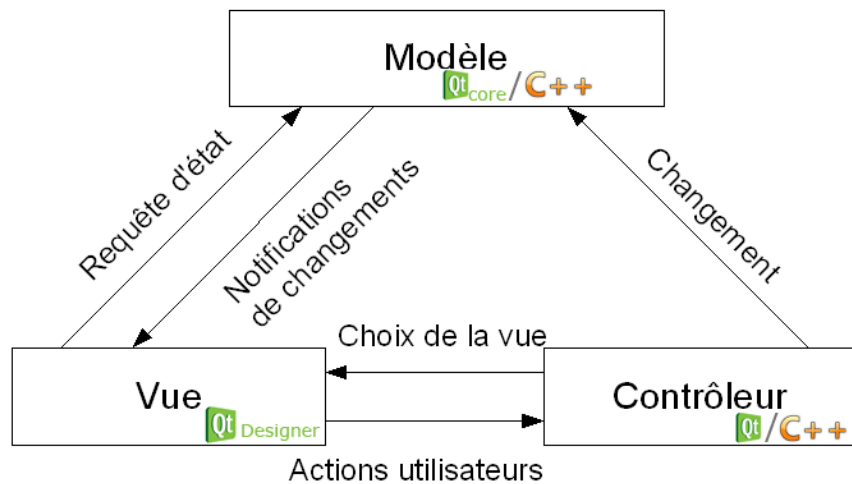 Modèle
Qt core / C++
Requête d'état
Notifications
de changements
Changement
Choix de la vue
Vue
Qt Designer
Contrôleur
Qt / C++
Actions utilisateurs